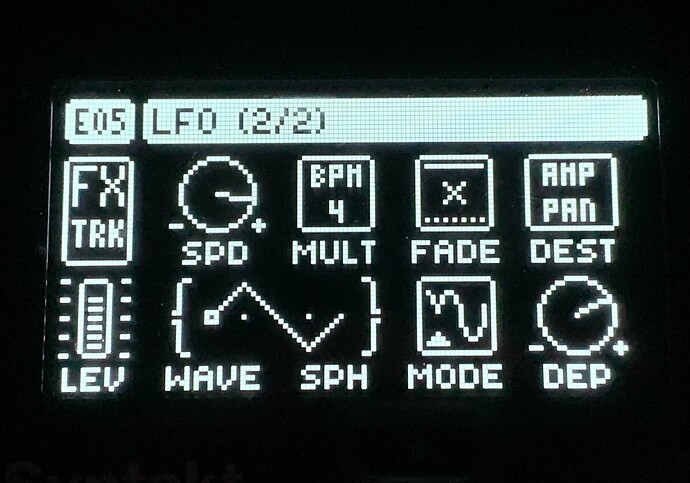 E05 LFO (2/2)
FX
TRK
BPM
4
X
AMP
PAN
- + - +
SPD MULT FADE DEST
LEV WAVE SPH MODE DEP
Syntakt